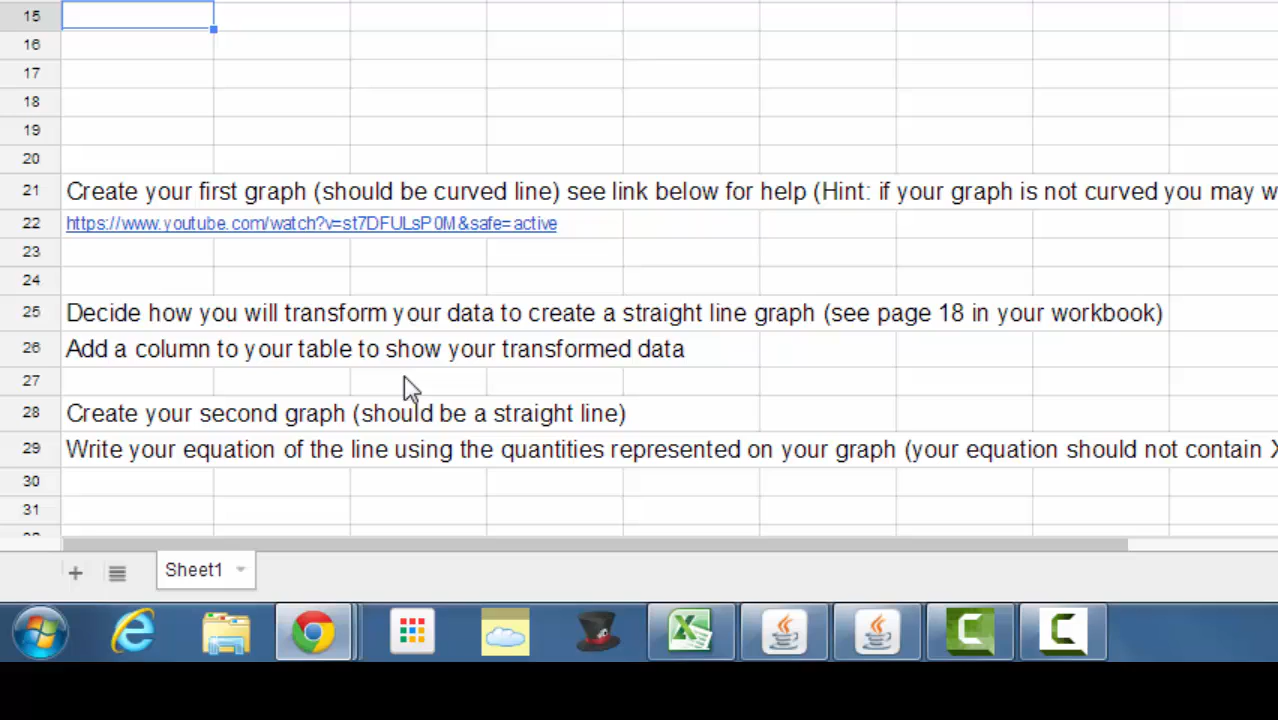 15
16
17
18
19
20
21 Create your first graph (should be curved line) see link below for help (Hint: if your graph is not curved you may w
22 https://www.youtube.com/watch?v=st7DFULsP0M&safe=active
23
24
25 Decide how you will transform your data to create a straight line graph (see page 18 in your workbook)
26 Add a column to your table to show your transformed data
27
28 Create your second graph (should be a straight line)
29 Write your equation of the line using the quantities represented on your graph (your equation should not contain X
30
31
Sheet1